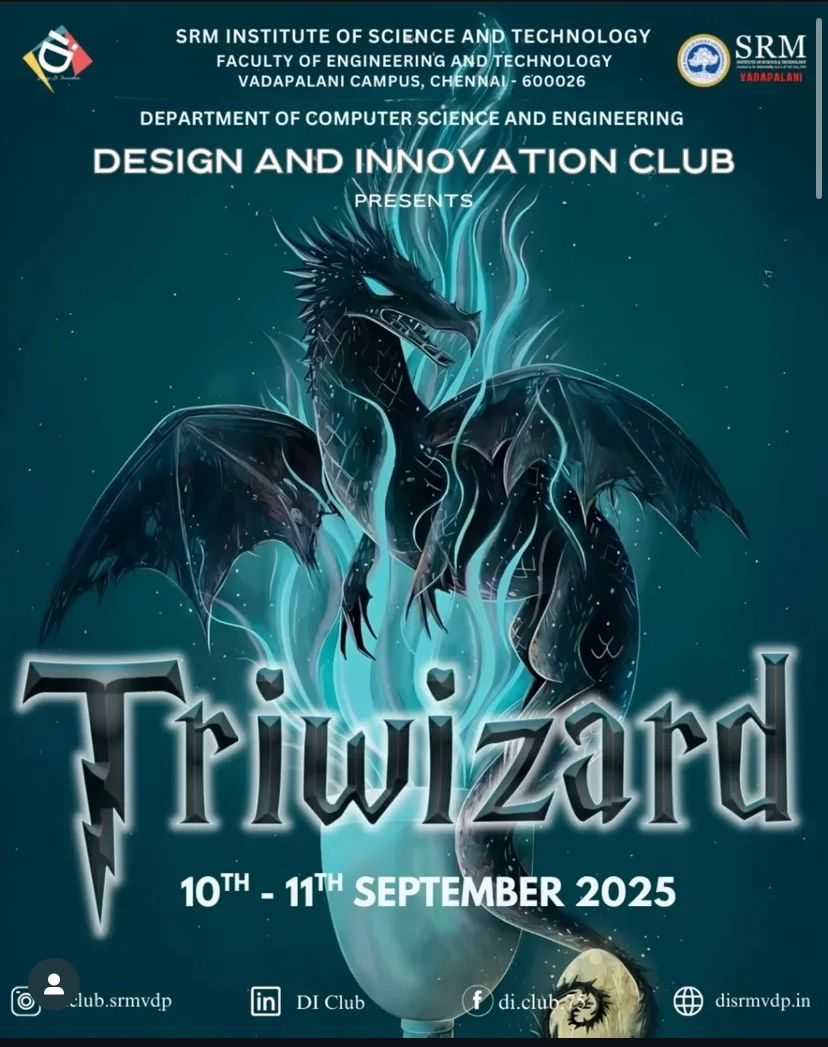 SRM INSTITUTE OF SCIENCE AND TECHNOLOGY
FACULTY OF ENGINEERING AND TECHNOLOGY
VADAPALANI CAMPUS, CHENNAI - 600026
SRM
VADAPALANI
DEPARTMENT OF COMPUTER SCIENCE AND ENGINEERING
DESIGN AND INNOVATION CLUB
PRESENTS
Triwizard
10TH - 11TH SEPTEMBER 2025
club.srmvdp
DI Club
di.club.75
disrmvdp.in